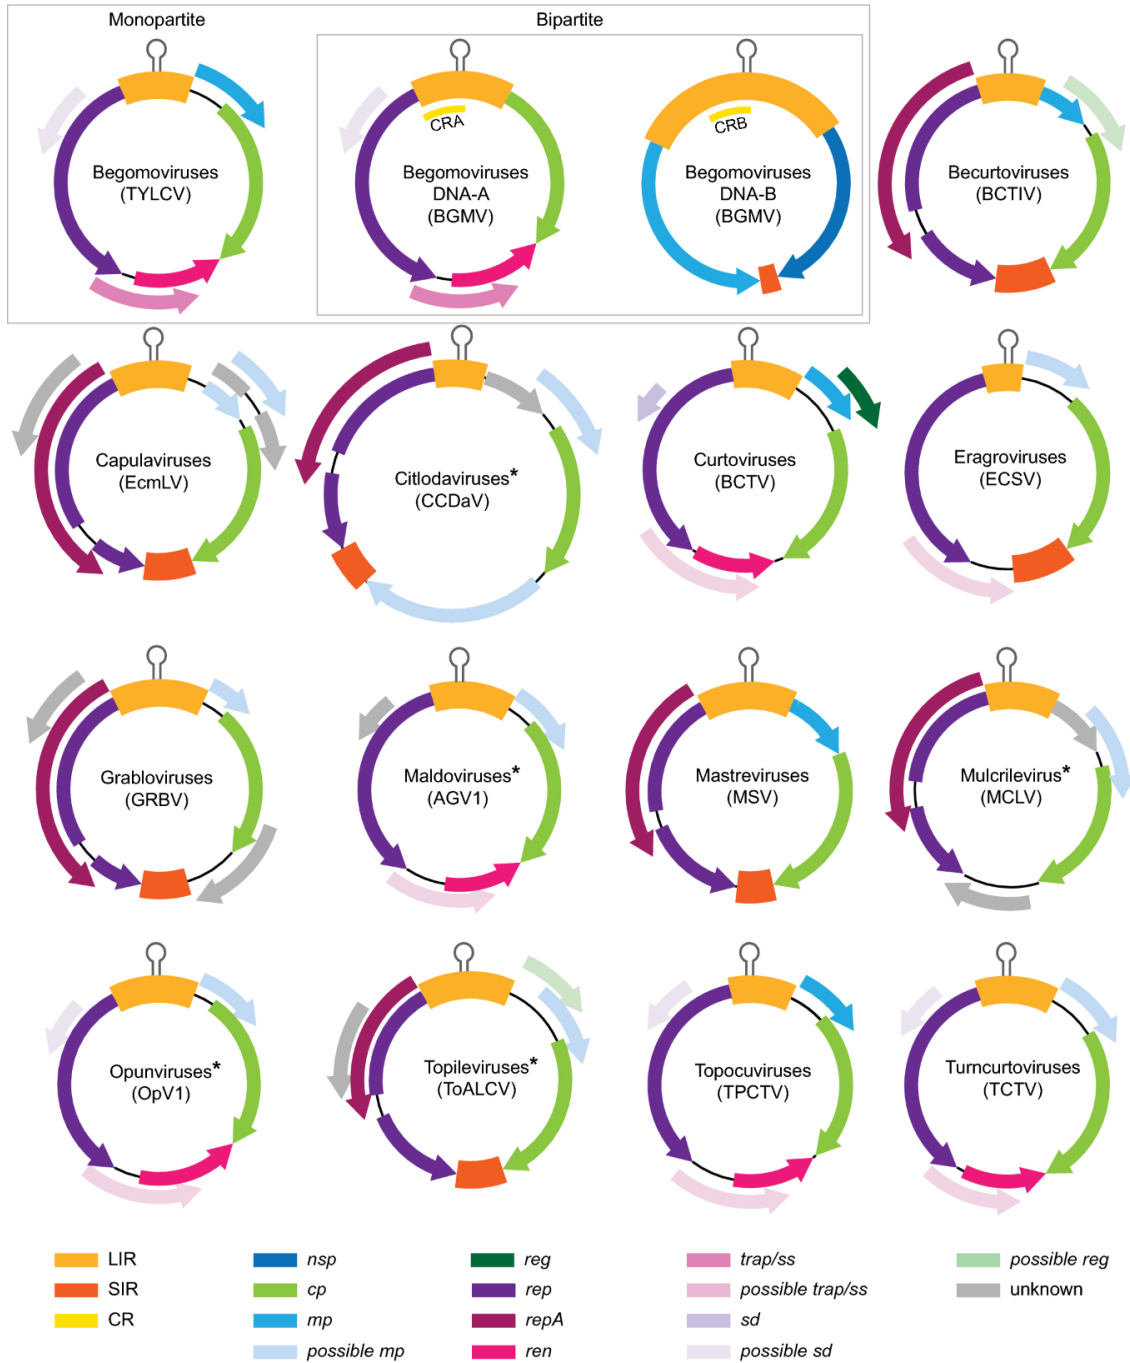 Monopartite
Bipartite
CRA
CRB
Begomoviruses
(TYLCV)
Begomoviruses
DNA-A
(BGMV)
Begomoviruses
DNA-B
(BGMV)
Becurtoviruses
(BCTIV)
Capulaviruses
(EcmLV)
Citlodaviruses*
(CCDaV)
Curtoviruses
(BCTV)
Eragroviruses
(ECSV)
Grabloviruses
(GRBV)
Maldoviruses*
(AGV1)
Mastreviruses
(MSV)
Mulcrilevirus*
(MCLV)
Opunviruses*
(OpV1)
Topileviruses*
(ToALCV)
Topocuviruses
(TPCTV)
Turncurtoviruses
(TCTV)
LIR
SIR
CR
nsp
cp
mp
possible mp
reg
rep
repA
ren
trap/ss
possible trap/ss
sd
possible sd
possible reg
unknown